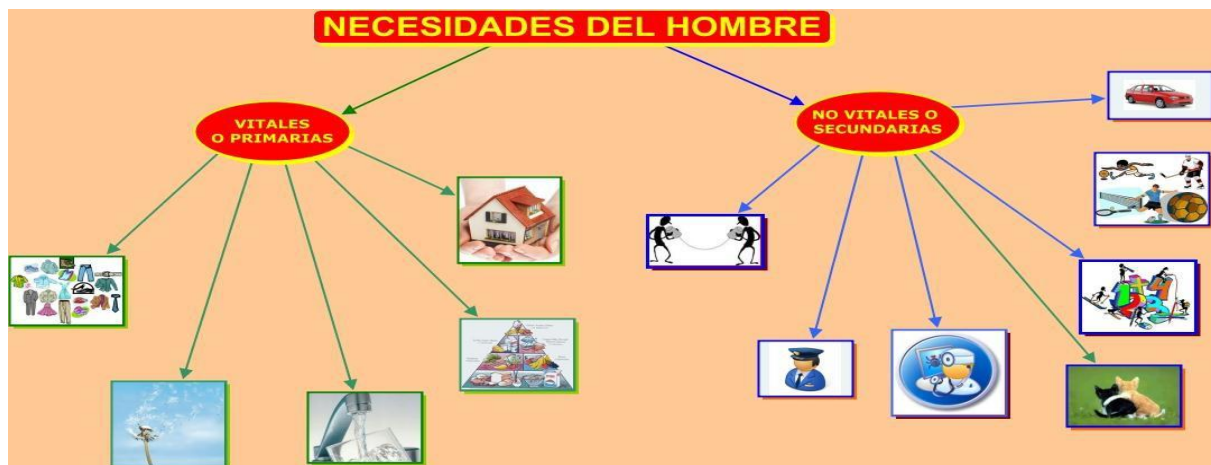 NECESIDADES DEL HOMBRE
VITALES
O PRIMARIAS
NO VITALES O
SECUNDARIAS